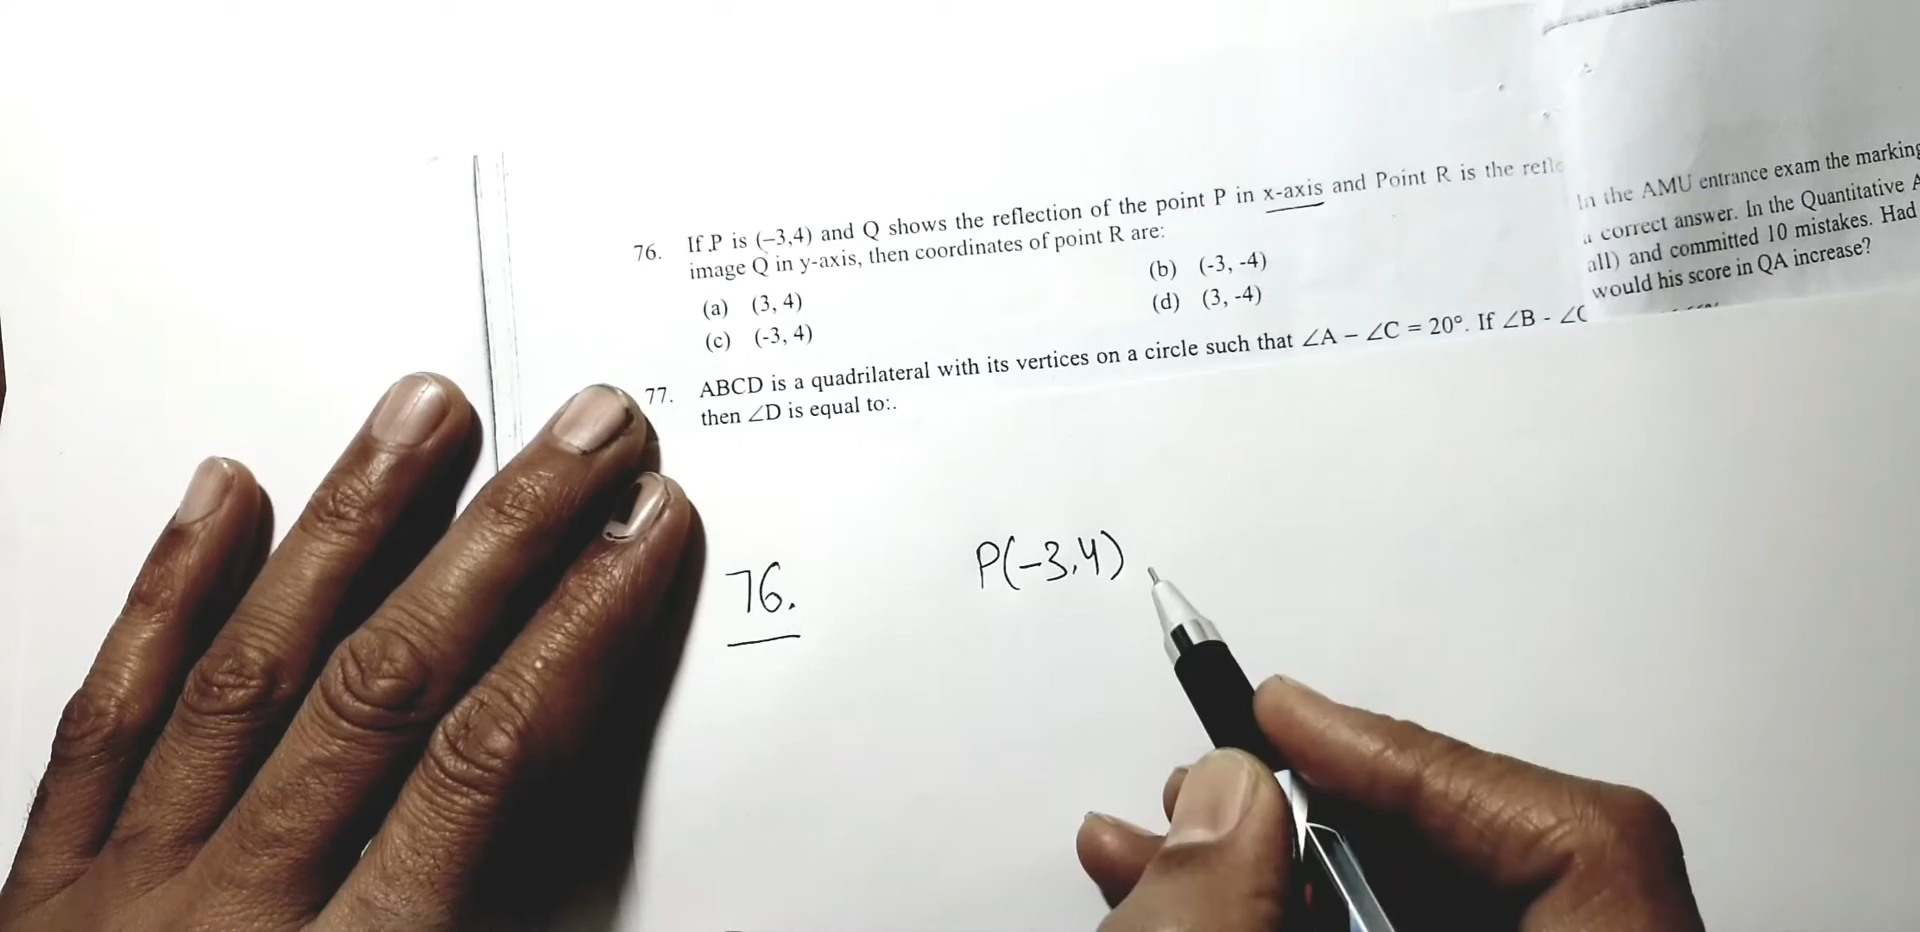 76. If P is (–3,4) and Q shows the reflection of the point P in x-axis and Point R is the
image Q in y-axis, then coordinates of point R are:
(a) (3, 4) (b) (-3, -4)
(c) (-3, 4) (d) (3, -4)
77. ABCD is a quadrilateral with its vertices on a circle such that ∠A – ∠C = 20°. If ∠B - ∠C
then ∠D is equal to:.
In the AMU entrance exam the marking
a correct answer. In the Quantitative A
all) and committed 10 mistakes. Had
would his score in QA increase?
76. P(-3,4)